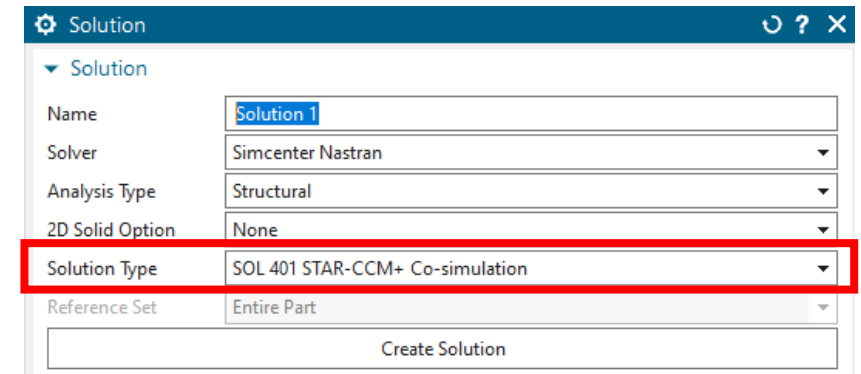 Solution ?
Solution
Name Solution 1
Solver Simcenter Nastran
Analysis Type Structural
2D Solid Option None
Solution Type SOL 401 STAR-CCM+ Co-simulation
Reference Set Entire Part
Create Solution